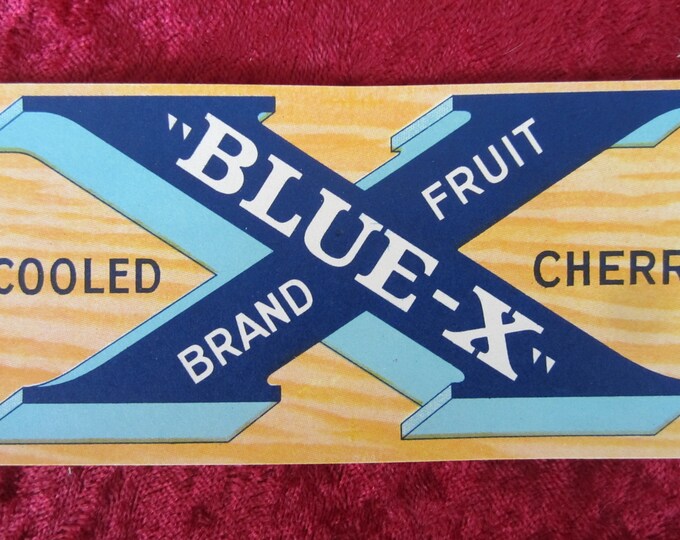 "BLUE-X"
BRAND FRUIT
COOLED
CHERR